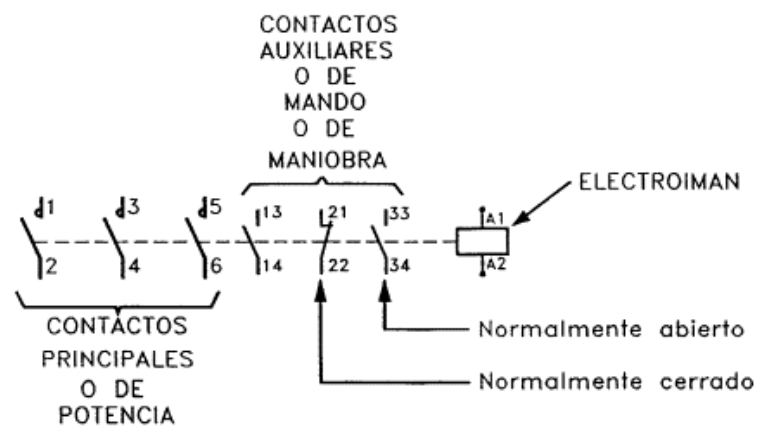 CONTACTOS
AUXILIARES
O DE
MANDO
O DE
MANIOBRA
ELECTROIMAN
1 3 5 13 21 33 A1
2 4 6 14 22 34 A2
CONTACTOS
PRINCIPALES
O DE
POTENCIA
Normalmente abierto
Normalmente cerrado